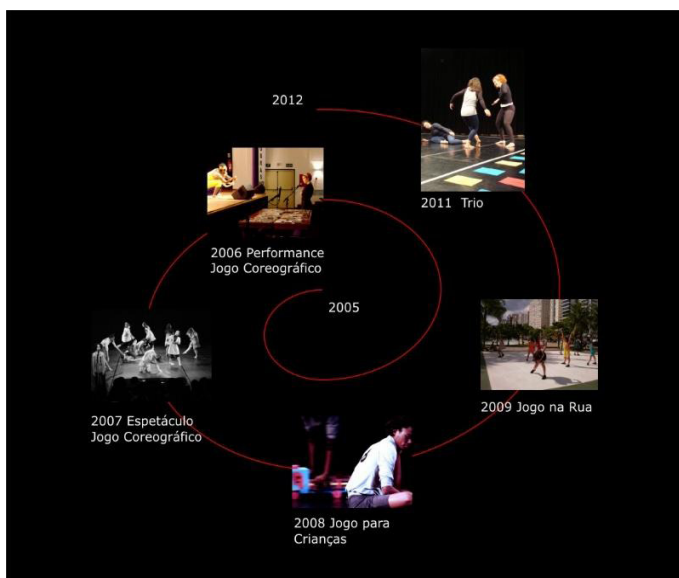 2012
2011 Trio
2006 Performance
Jogo Coreográfico
2005
2009 Jogo na Rua
2007 Espetáculo
Jogo Coreográfico
2008 Jogo para
Crianças